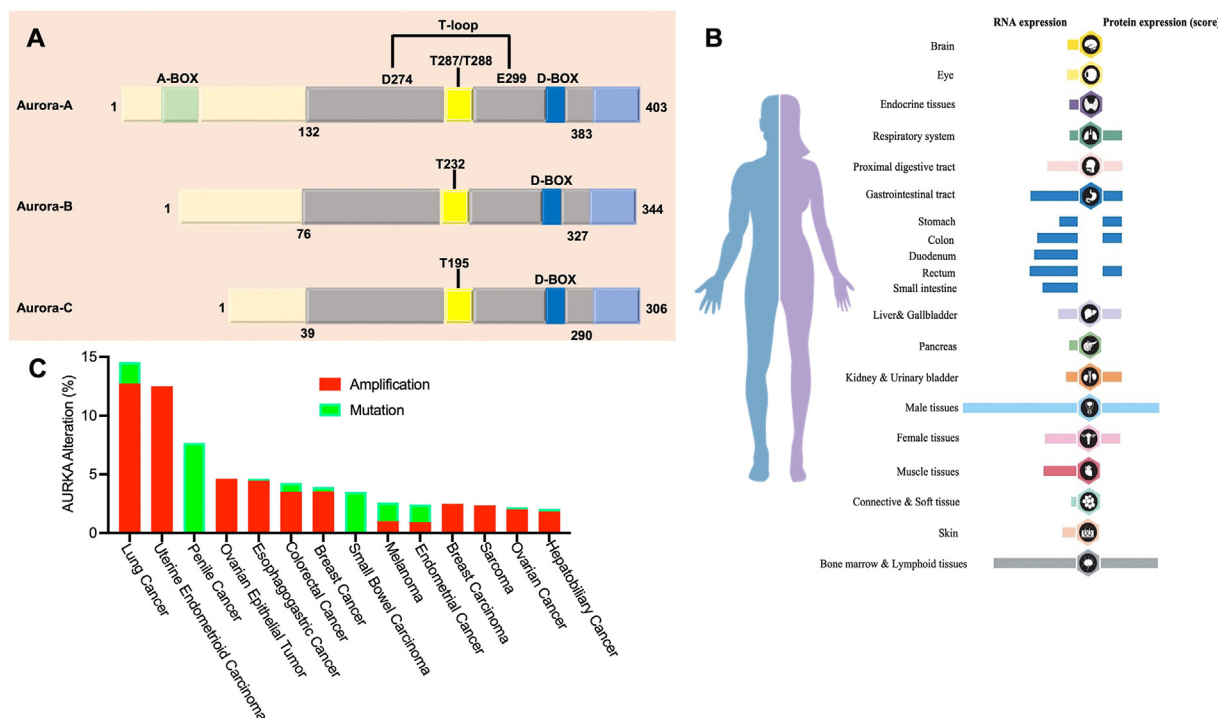 A
T-loop
T287/T288
A-BOX
D274
E299
D-BOX
Aurora-A
1
403
132
383
T232
D-BOX
Aurora-B
1
344
76
327
T195
D-BOX
Aurora-C
1
306
39
290
B
RNA expression
Protein expression (score)
Brain
Eye
Endocrine tissues
Respiratory system
Proximal digestive tract
Gastrointestinal tract
Stomach
Colon
Duodenum
Rectum
Small intestine
Liver& Gallbladder
Pancreas
Kidney & Urinary bladder
Male tissues
Female tissues
Muscle tissues
Connective & Soft tissue
Skin
Bone marrow & Lymphoid tissues
C
AURKA Alteration (%)
15
10
5
0
Amplification
Mutation
Lung Cancer
Uterine Endometrioid Carcinoma
Penile Cancer
Ovarian Epithelial Tumor
Esophagogastric Cancer
Colorectal Cancer
Breast Cancer
Small Bowel Carcinoma
Melanoma
Endometrial Cancer
Breast Carcinoma
Sarcoma
Ovarian Cancer
Hepatobiliary Cancer